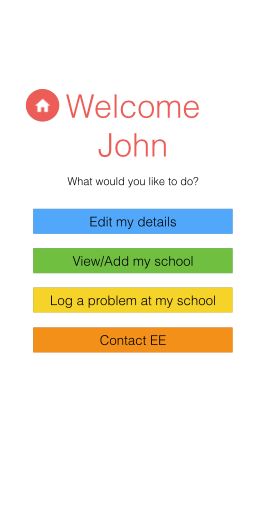 Welcome
John
What would you like to do?
Edit my details
View/Add my school
Log a problem at my school
Contact EE